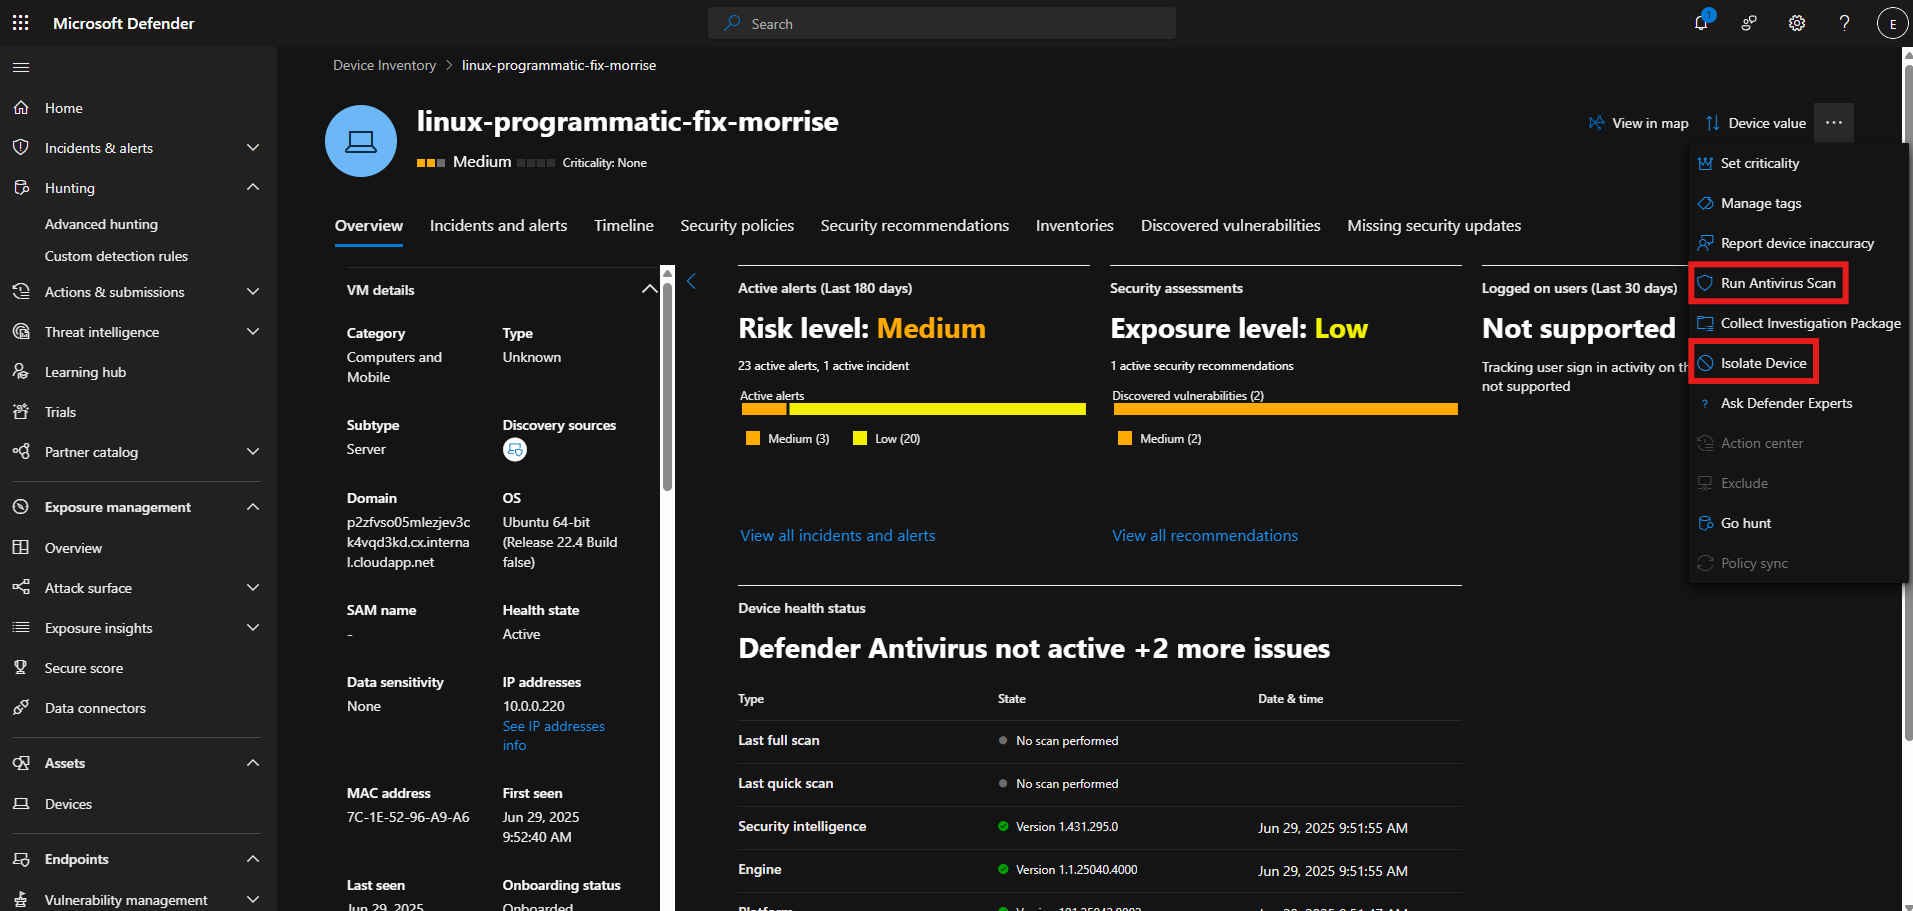 Microsoft Defender
Search
1
E
Home
Incidents & alerts
Hunting
Advanced hunting
Custom detection rules
Actions & submissions
Threat intelligence
Learning hub
Trials
Partner catalog
Exposure management
Overview
Attack surface
Exposure insights
Secure score
Data connectors
Assets
Devices
Endpoints
Vulnerability management
Device Inventory > linux-programmatic-fix-morrise
linux-programmatic-fix-morrise
Medium Criticality: None
View in map
Device value
...
Set criticality
Manage tags
Report device inaccuracy
Run Antivirus Scan
Collect Investigation Package
Isolate Device
? Ask Defender Experts
Action center
Exclude
Go hunt
Policy sync
Overview Incidents and alerts Timeline Security policies Security recommendations Inventories Discovered vulnerabilities Missing security updates
VM details
Category
Computers and
Mobile
Type
Unknown
Subtype
Server
Discovery sources
Domain
p2zfvso05mlezjev3c
k4vqd3kd.cx.interna
l.cloudapp.net
OS
Ubuntu 64-bit
(Release 22.4 Build
false)
SAM name
-
Health state
Active
Data sensitivity
None
IP addresses
10.0.0.220
See IP addresses
info
MAC address
7C-1E-52-96-A9-A6
First seen
Jun 29, 2025
9:52:40 AM
Last seen
Jun 29, 2025
Onboarding status
Onboarded
Active alerts (Last 180 days)
Risk level: Medium
23 active alerts, 1 active incident
Active alerts
Medium (3) Low (20)
View all incidents and alerts
Security assessments
Exposure level: Low
1 active security recommendations
Discovered vulnerabilities (2)
Medium (2)
View all recommendations
Logged on users (Last 30 days)
Not supported
Tracking user sign in activity on
not supported
Device health status
Defender Antivirus not active +2 more issues
Type State Date & time
Last full scan No scan performed
Last quick scan No scan performed
Security intelligence Version 1.431.295.0 Jun 29, 2025 9:51:55 AM
Engine Version 1.1.25040.4000 Jun 29, 2025 9:51:55 AM
Platform